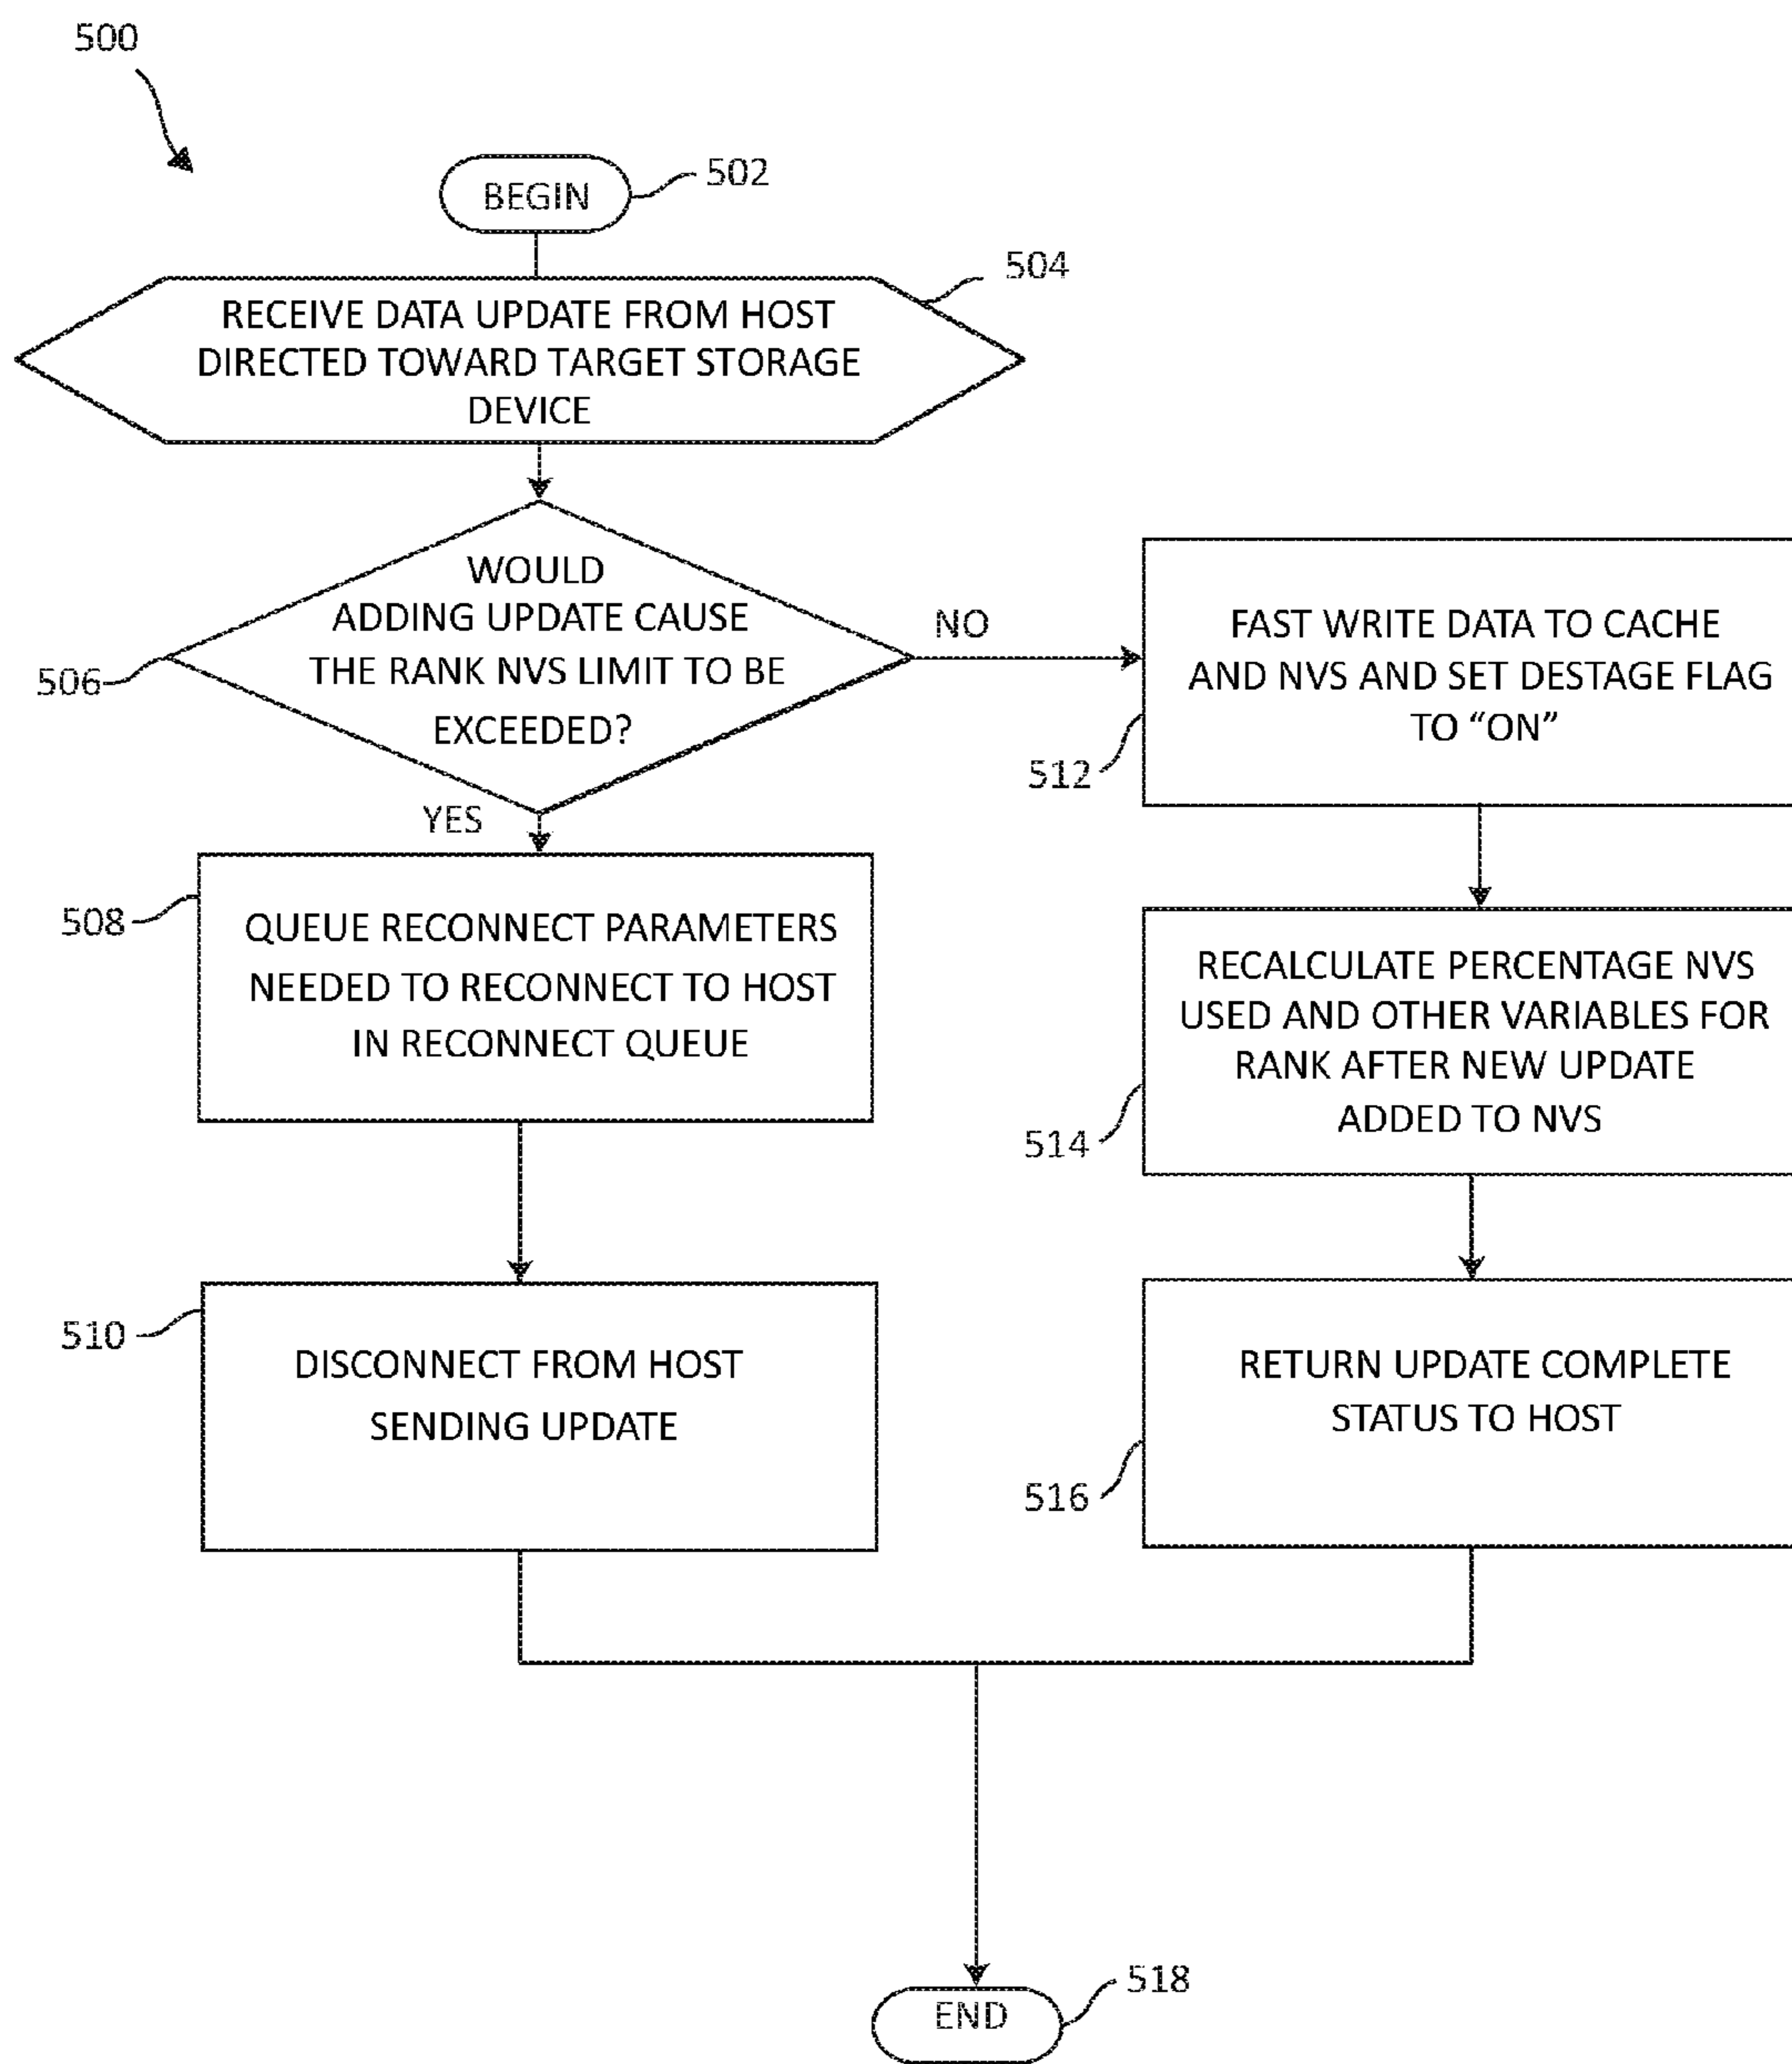 500
BEGIN
502
504
RECEIVE DATA UPDATE FROM HOST
DIRECTED TOWARD TARGET STORAGE
DEVICE
506
WOULD
ADDING UPDATE CAUSE
THE RANK NVS LIMIT TO BE
EXCEEDED?
NO
YES
508
QUEUE RECONNECT PARAMETERS
NEEDED TO RECONNECT TO HOST
IN RECONNECT QUEUE
510
DISCONNECT FROM HOST
SENDING UPDATE
FAST WRITE DATA TO CACHE
AND NVS AND SET DESTAGE FLAG
TO “ON”
512
RECALCULATE PERCENTAGE NVS
USED AND OTHER VARIABLES FOR
RANK AFTER NEW UPDATE
ADDED TO NVS
514
RETURN UPDATE COMPLETE
STATUS TO HOST
516
518
END